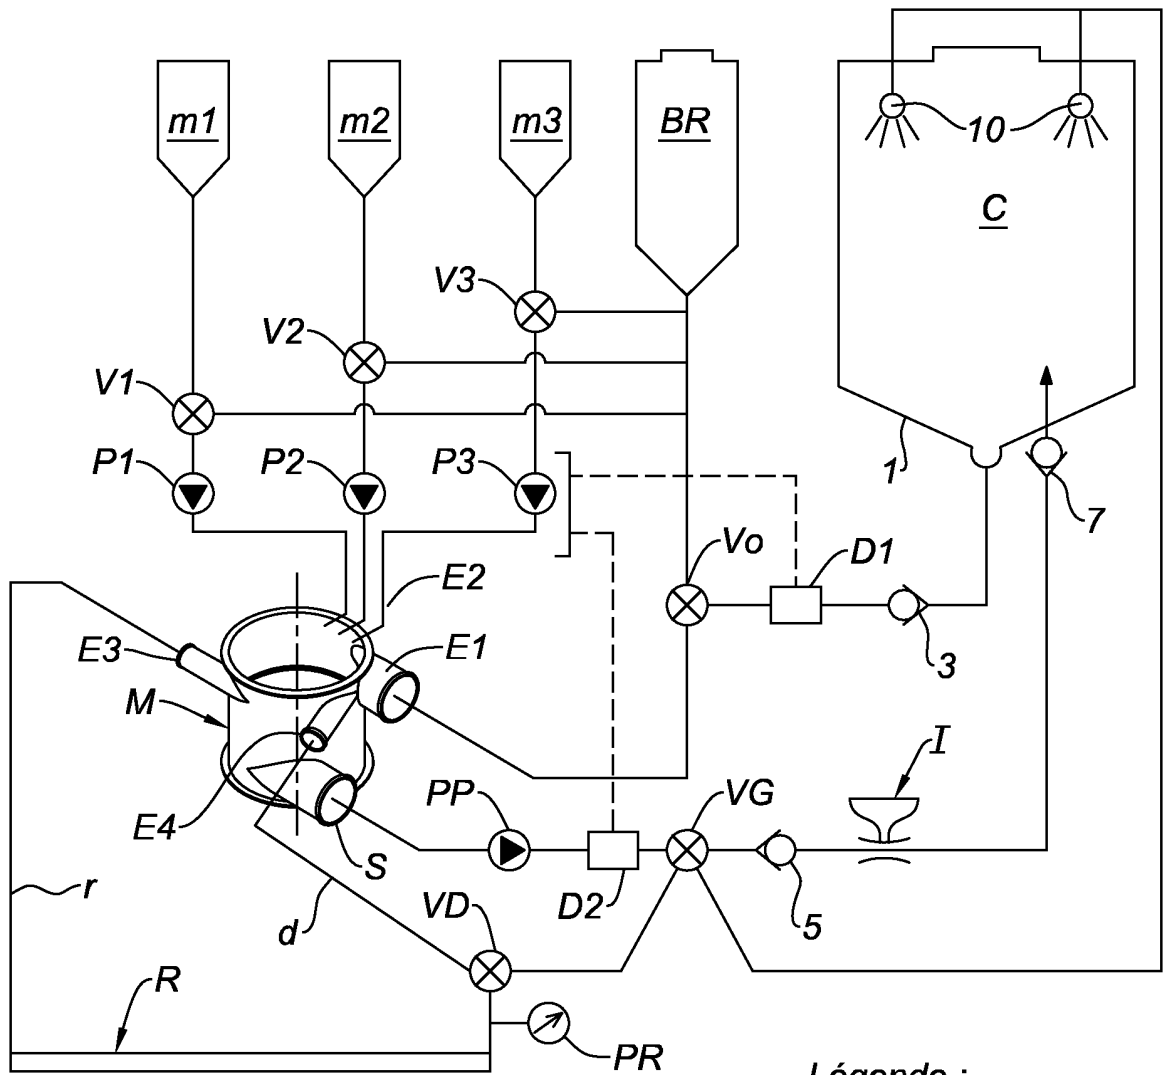 m1 m2 m3 BR 10 C
V3
V2
V1
P1 P2 P3 1 7
Vo D1
E2
E3 E1 3
M I
PP VG
E4 S
r D2 5
d VD
R
PR
Légende :